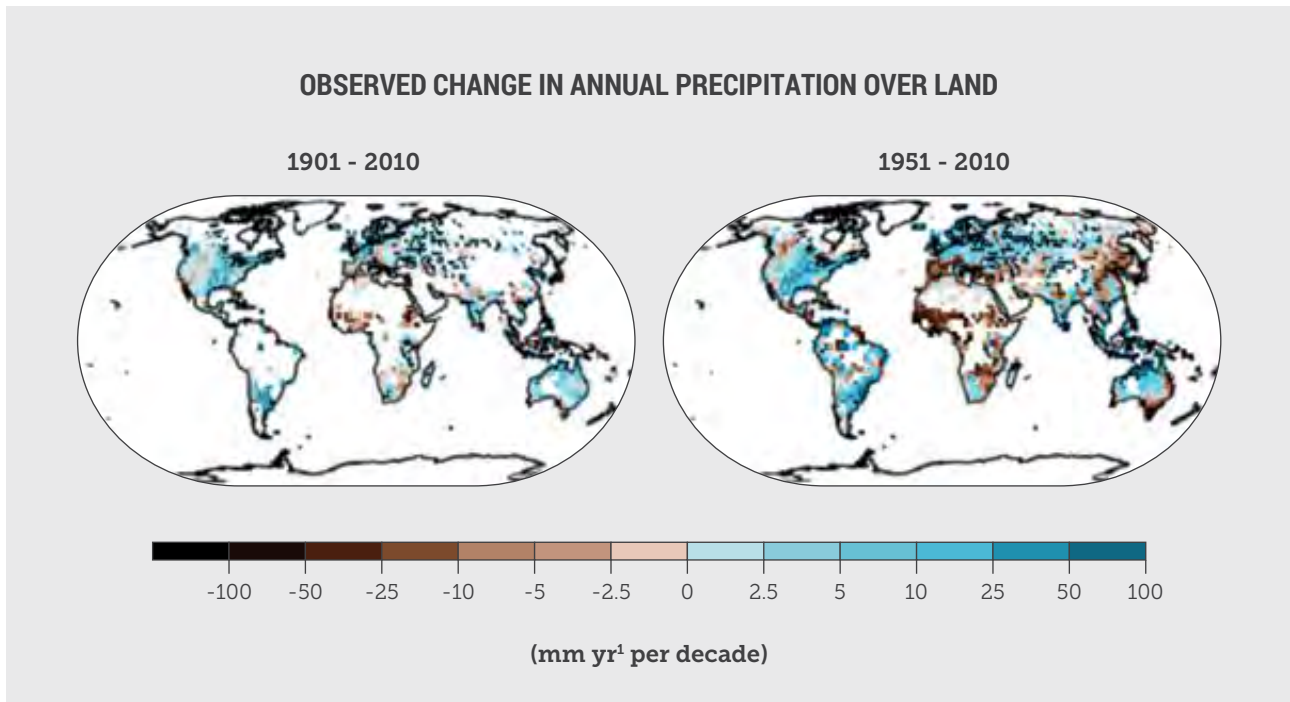 OBSERVED CHANGE IN ANNUAL PRECIPITATION OVER LAND
1901 - 2010
1951 - 2010
-100 -50 -25 -10 -5 -2.5 0 2.5 5 10 25 50 100
(mm yr¹ per decade)